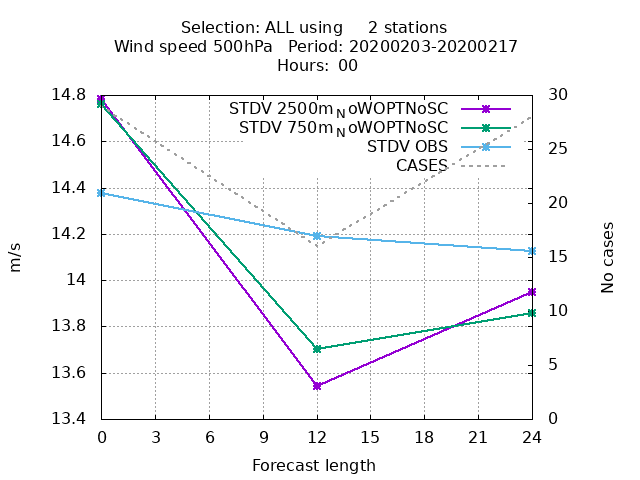 Selection: ALL using     2 stations
Wind speed 500hPa   Period: 20200203-20200217
Hours:  00
STDV 2500m_NoWOPTNoSC
STDV 750m_NoWOPTNoSC
STDV OBS
CASES
14.8
14.6
14.4
14.2
14
13.8
13.6
13.4
m/s
30
25
20
15
10
5
0
No cases
0 3 6 9 12 15 18 21 24
Forecast length